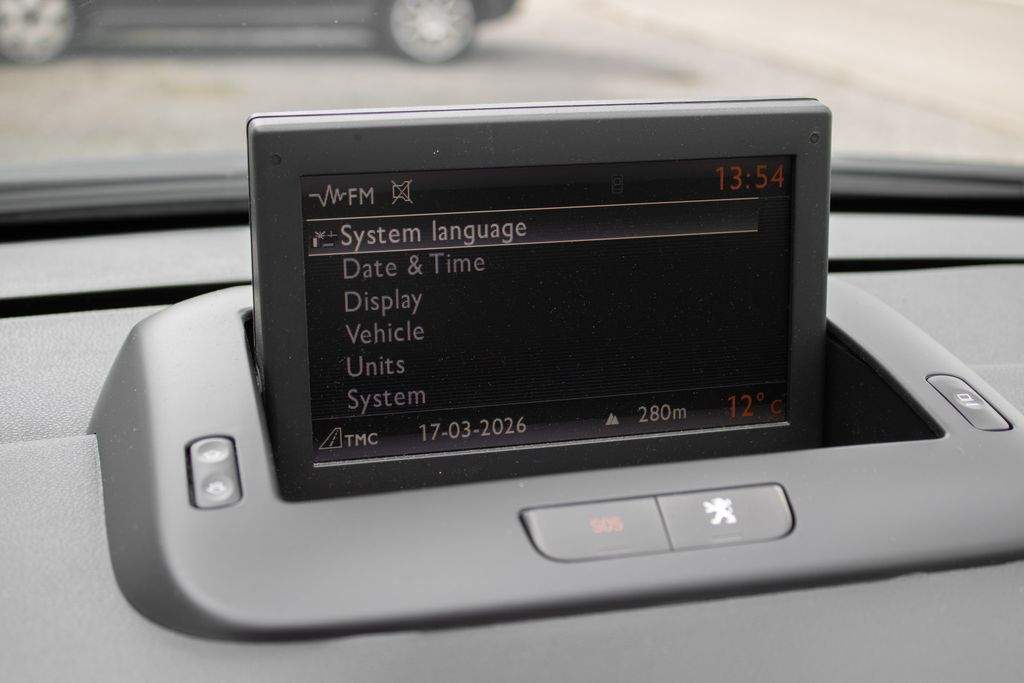 FM 13:54
System language
Date & Time
Display
Vehicle
Units
System
TMC 17-03-2026 280m 12°C
SOS